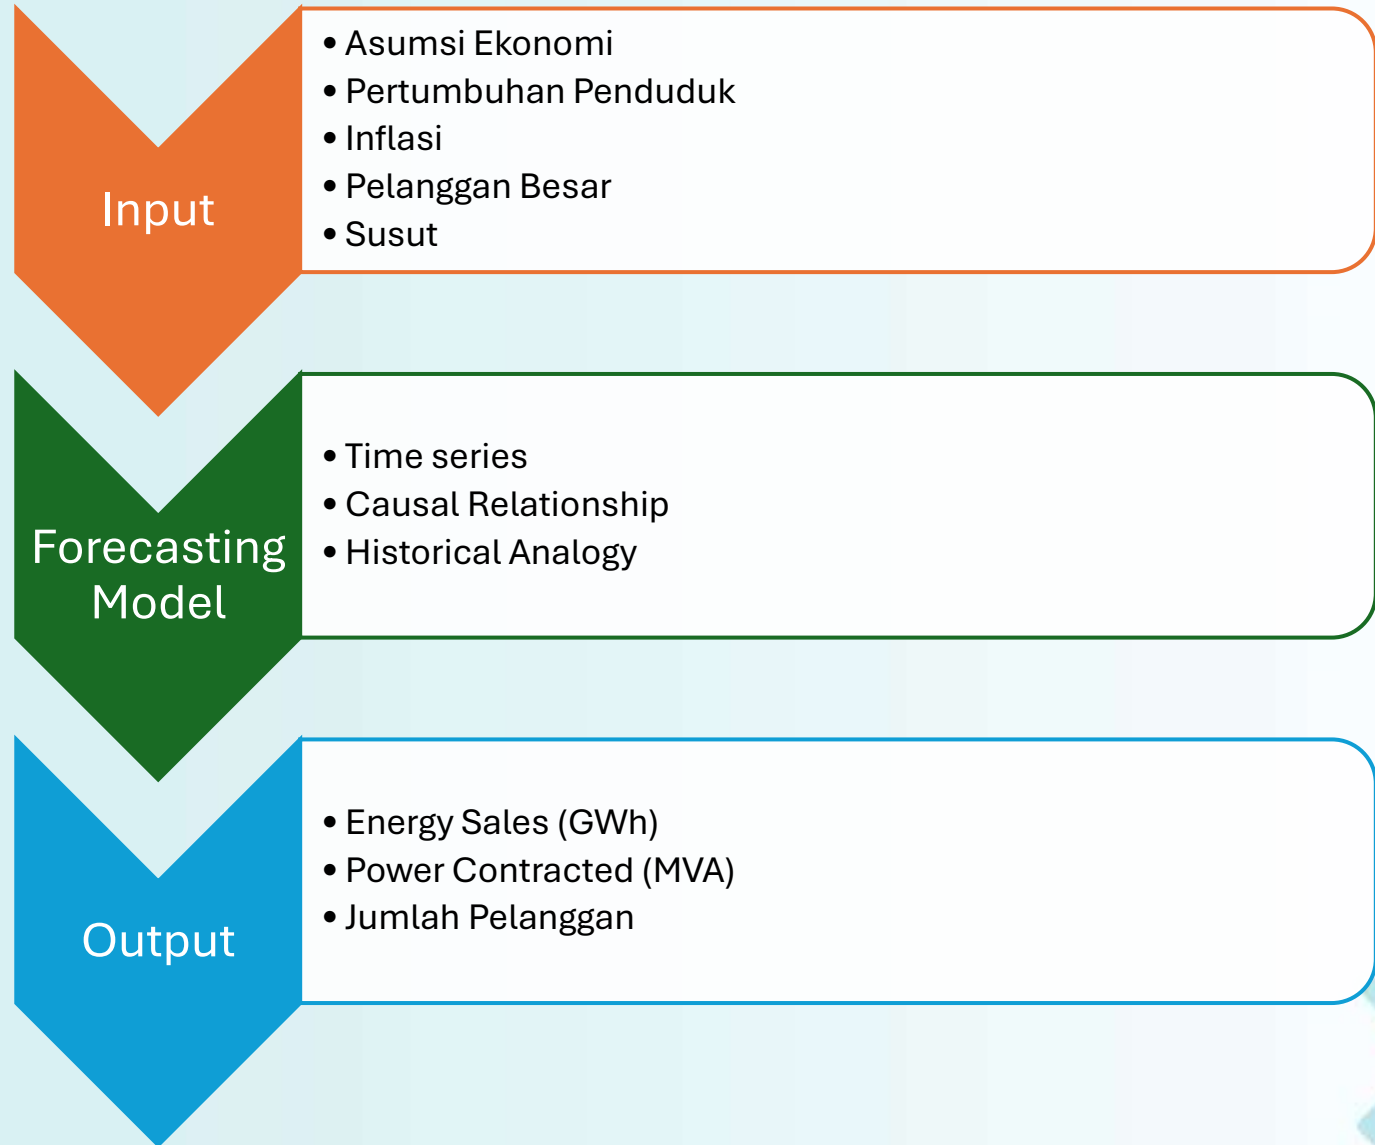 Input
• Asumsi Ekonomi
• Pertumbuhan Penduduk
• Inflasi
• Pelanggan Besar
• Susut
Forecasting
Model
• Time series
• Causal Relationship
• Historical Analogy
Output
• Energy Sales (GWh)
• Power Contracted (MVA)
• Jumlah Pelanggan